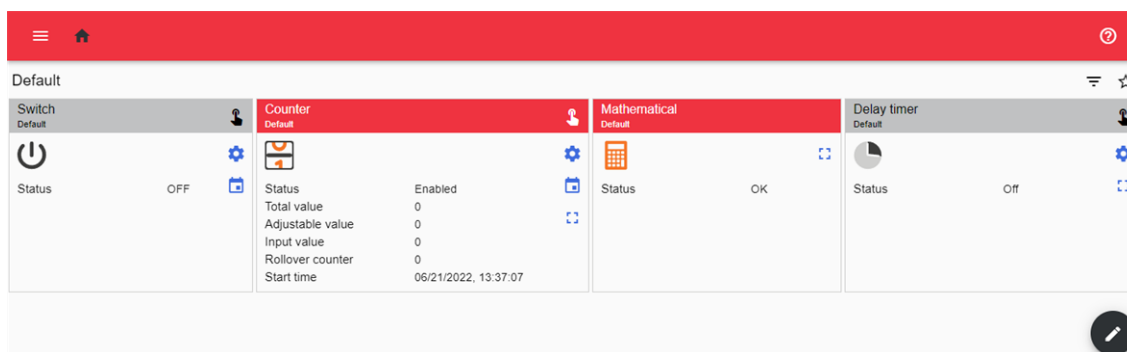 Default
Switch
Default
Status OFF
Counter
Default
Status Enabled
Total value 0
Adjustable value 0
Input value 0
Rollover counter 0
Start time 06/21/2022, 13:37:07
Mathematical
Default
Status OK
Delay timer
Default
Status Off